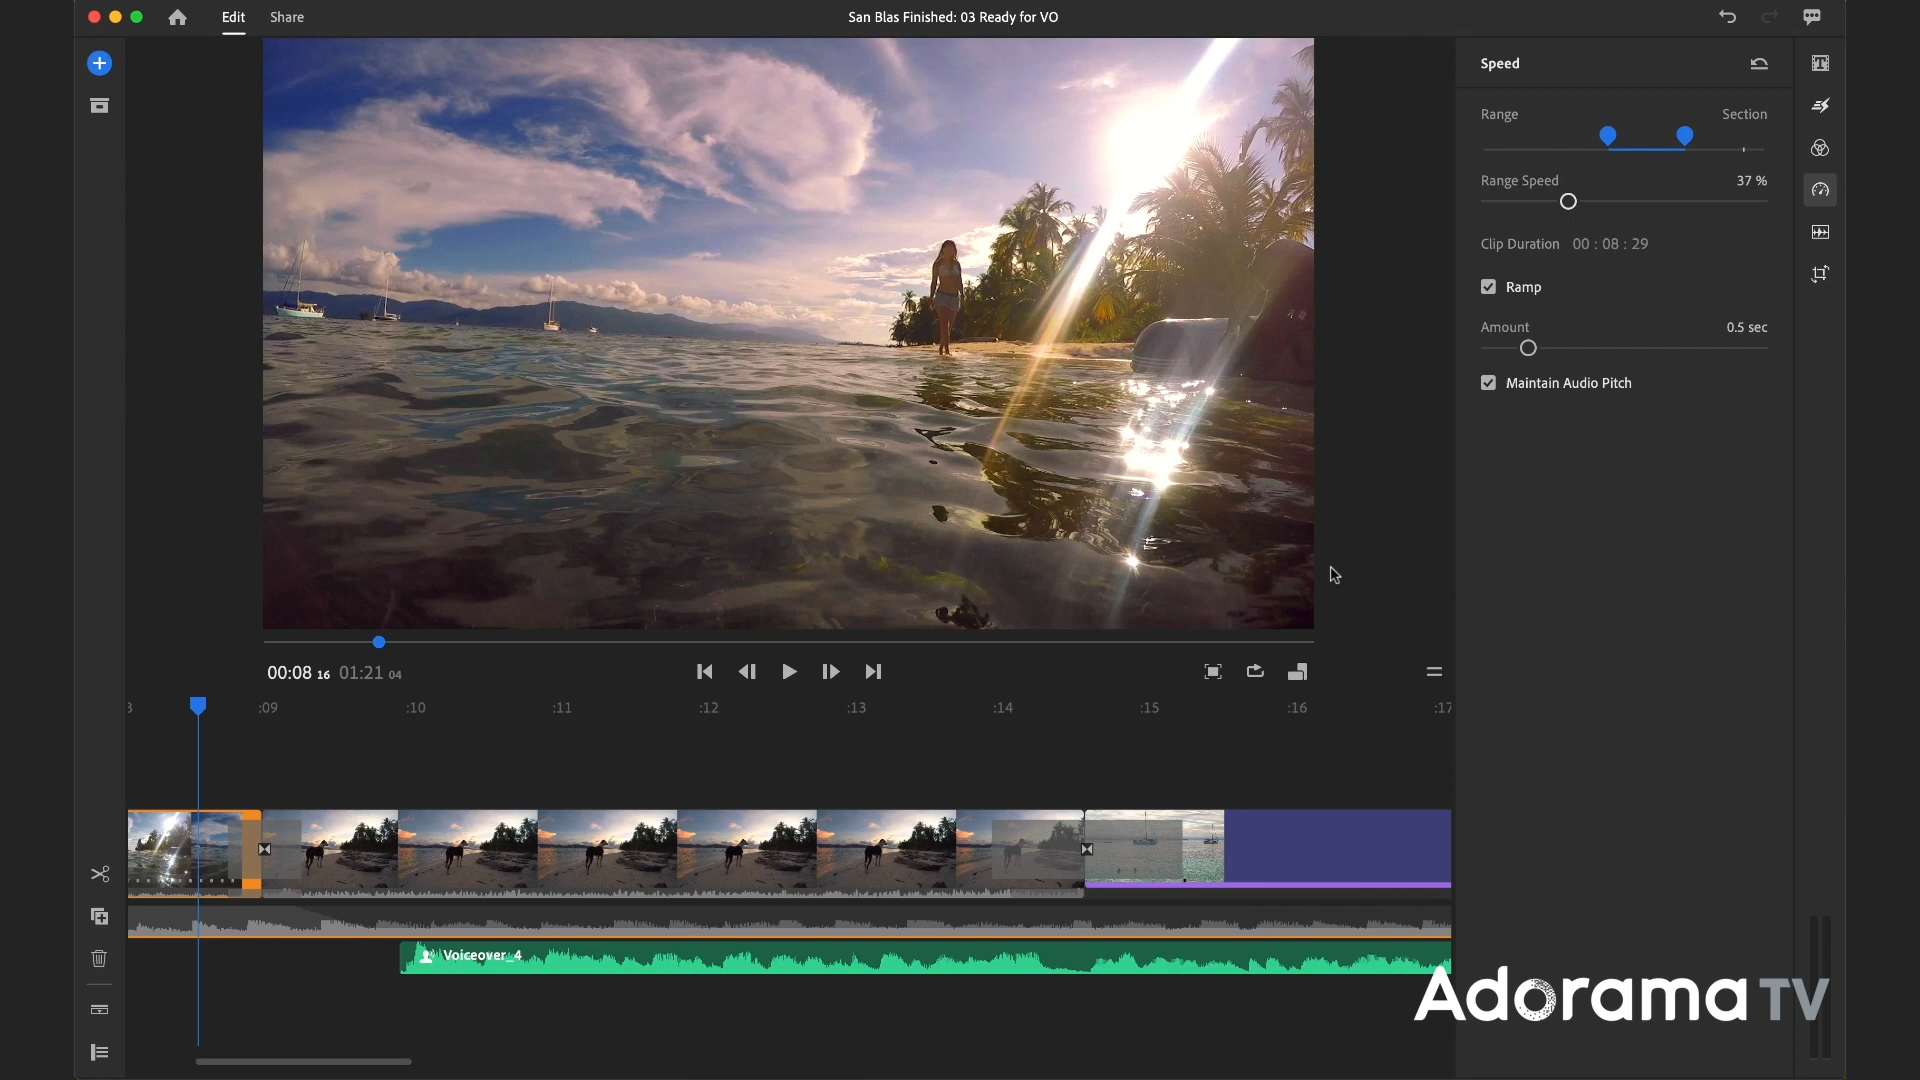 Edit
Share
San Blas Finished: 03 Ready for VO
Speed
Range
Section
Range Speed
37 %
Clip Duration 00 : 08 : 29
Ramp
Amount
0.5 sec
Maintain Audio Pitch
00:08 16 01:21 04
:09 :10 :11 :12 :13 :14 :15 :16 :17
Voiceover_4
Adorama TV